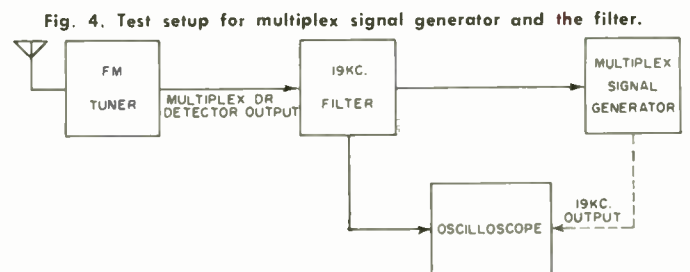 Fig. 4. Test setup for multiplex signal generator and the filter.
FM
TUNER
MULTIPLEX DR
DETECTOR OUTPUT
19KC.
FILTER
MULTIPLEX
SIGNAL
GENERATOR
OSCILLOSCOPE
19KC.
OUTPUT